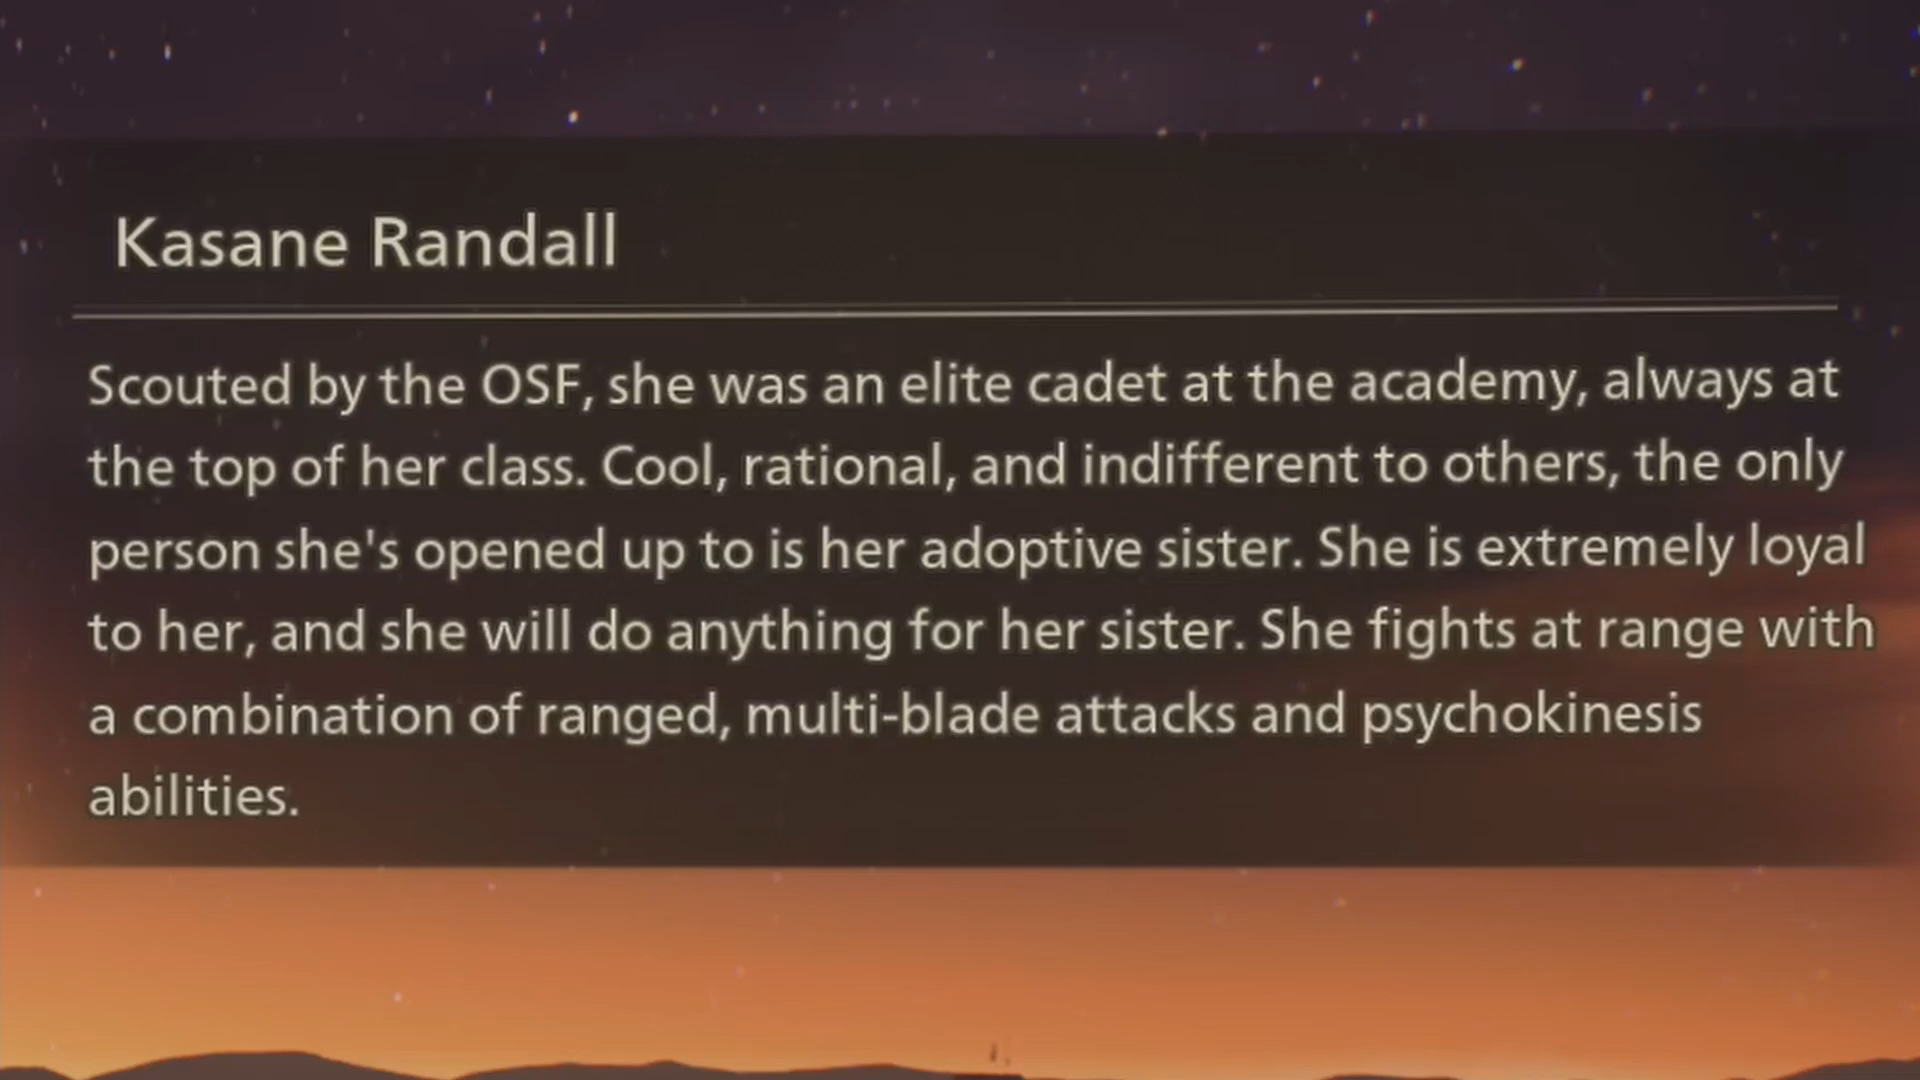 Kasane Randall
Scouted by the OSF, she was an elite cadet at the academy, always at
the top of her class. Cool, rational, and indifferent to others, the only
person she's opened up to is her adoptive sister. She is extremely loyal
to her, and she will do anything for her sister. She fights at range with
a combination of ranged, multi-blade attacks and psychokinesis
abilities.